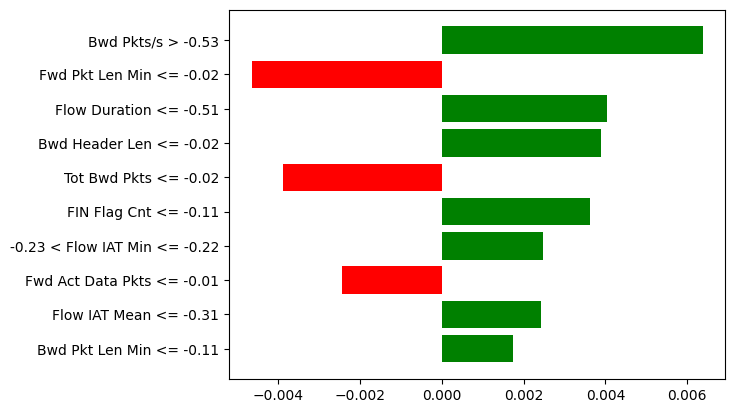 Bwd Pkts/s > -0.53
Fwd Pkt Len Min <= -0.02
Flow Duration <= -0.51
Bwd Header Len <= -0.02
Tot Bwd Pkts <= -0.02
FIN Flag Cnt <= -0.11
-0.23 < Flow IAT Min <= -0.22
Fwd Act Data Pkts <= -0.01
Flow IAT Mean <= -0.31
Bwd Pkt Len Min <= -0.11
−0.004 −0.002 0.000 0.002 0.004 0.006